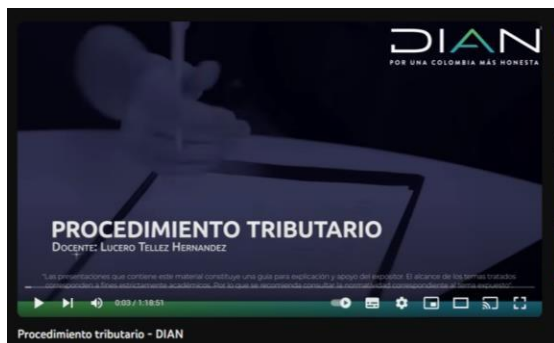 DIAN
POR UNA COLOMBIA MÁS HONESTA
PROCEDIMIENTO TRIBUTARIO
DOCENTE: LUCERO TELLEZ HERNANDEZ
"Las presentaciones que contiene este material constituye una guía para explicación y apoyo del expositor. El alcance de los temas tratados
corresponden a fines estrictamente académicos. Por lo que se recomienda consultar la normatividad correspondiente al tema expuesto".
0:03 / 1:18:51
Procedimiento tributario - DIAN